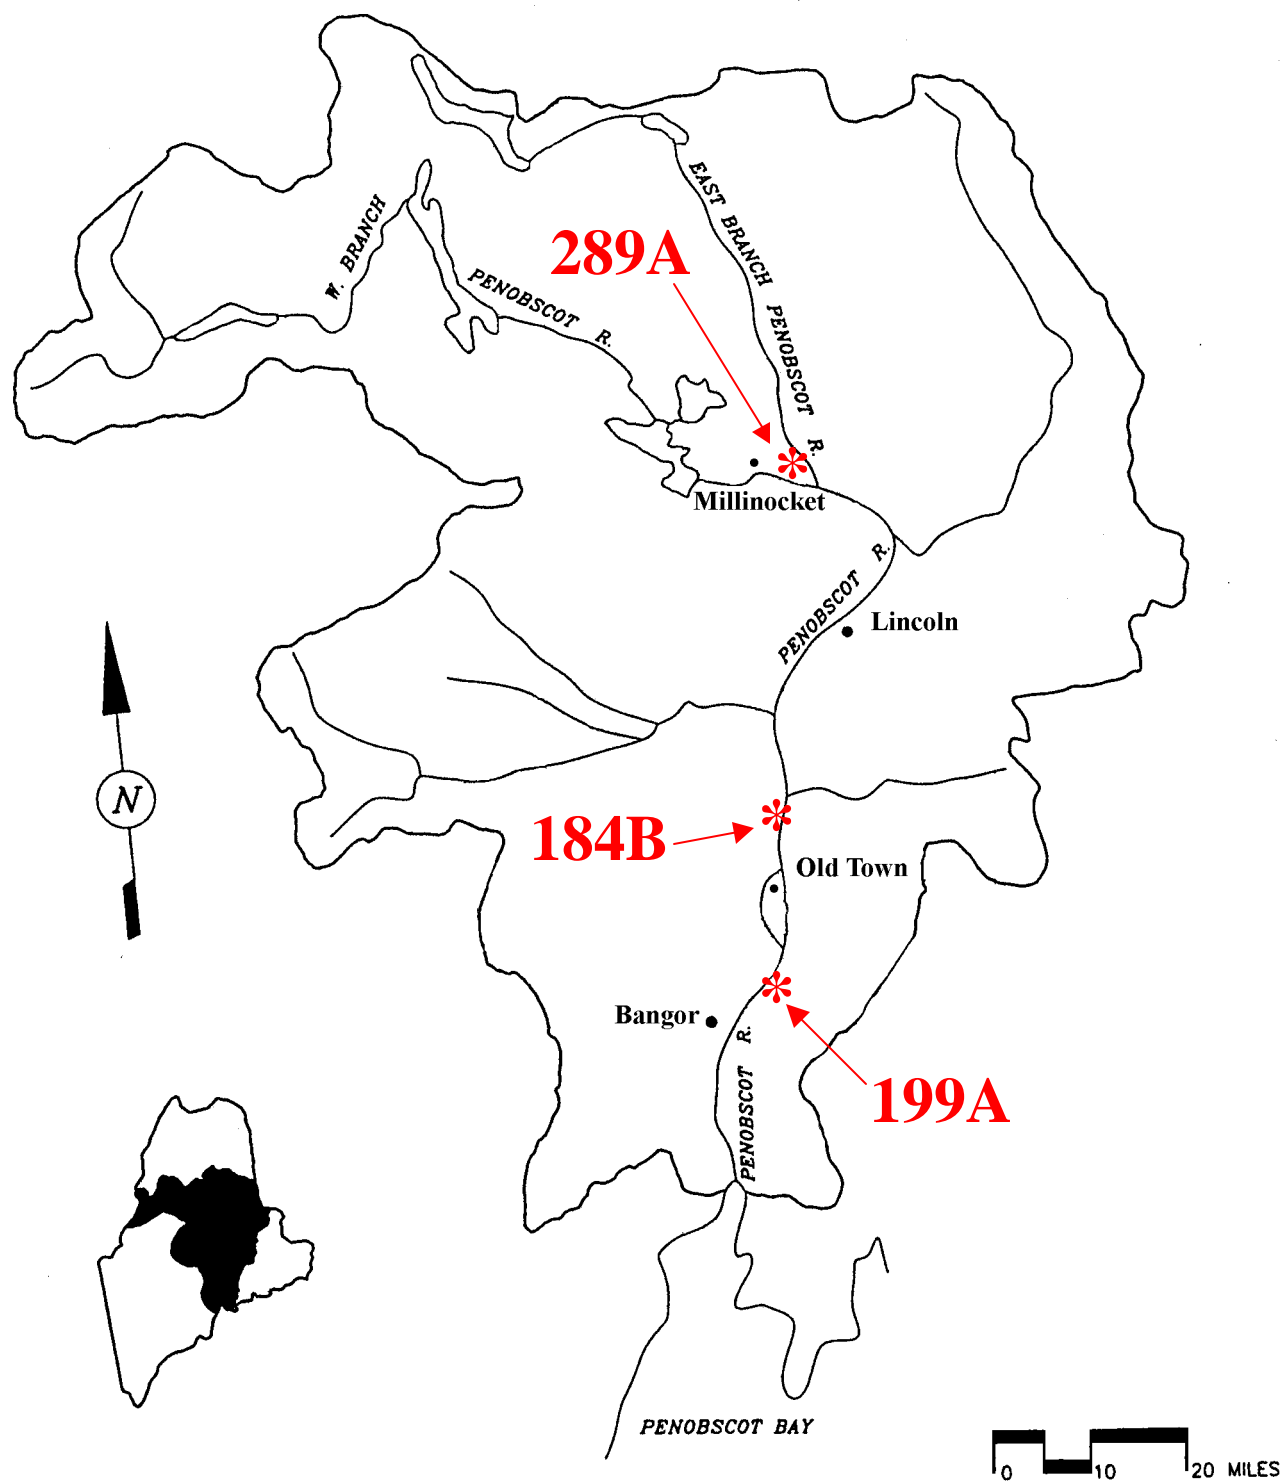 W. BRANCH
PENOBSCOT R.
EAST BRANCH PENOBSCOT R.
289A
Millinocket
PENOBSCOT R.
Lincoln
N
184B
Old Town
Bangor
PENOBSCOT R.
199A
PENOBSCOT BAY
0 10 20 MILES